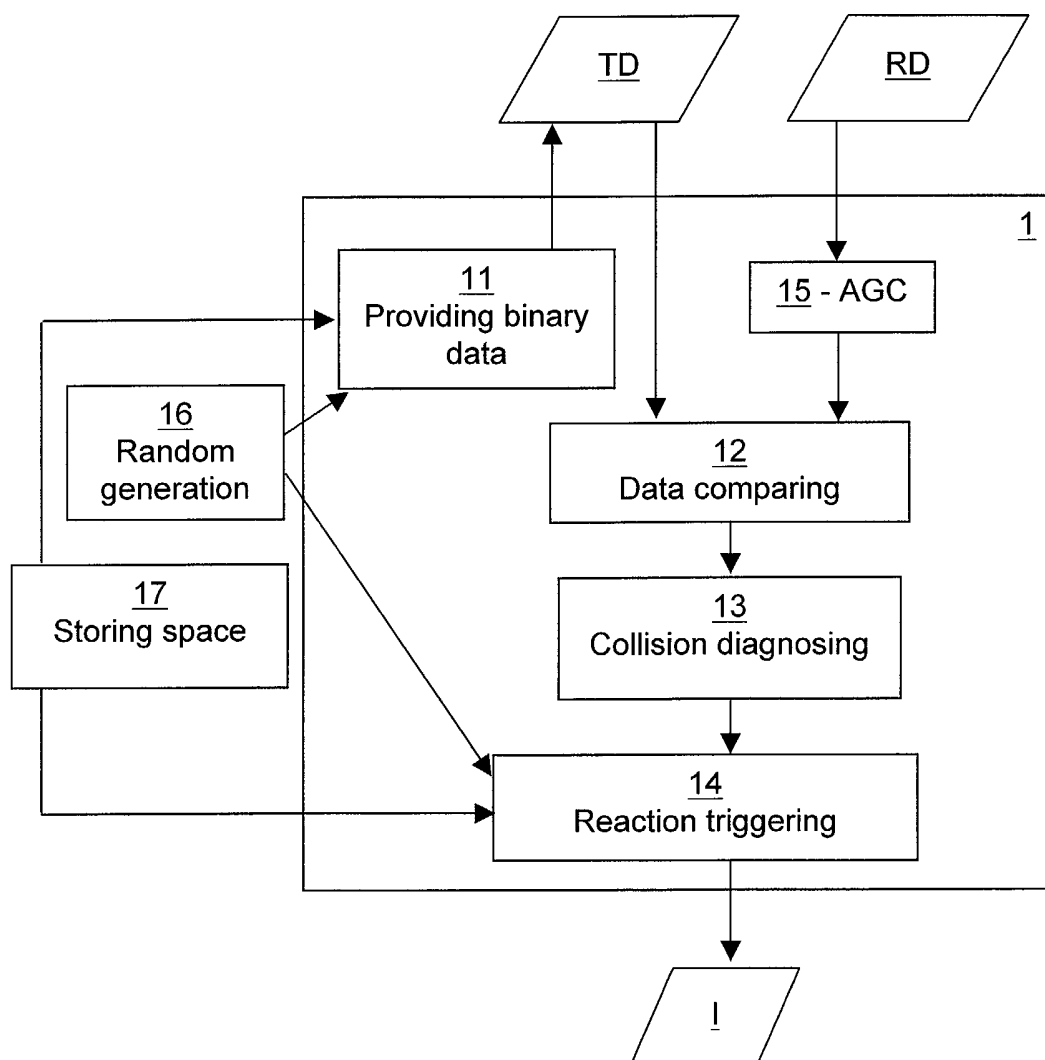 TD
RD
1
11
Providing binary
data
15 - AGC
16
Random
generation
12
Data comparing
17
Storing space
13
Collision diagnosing
14
Reaction triggering
I